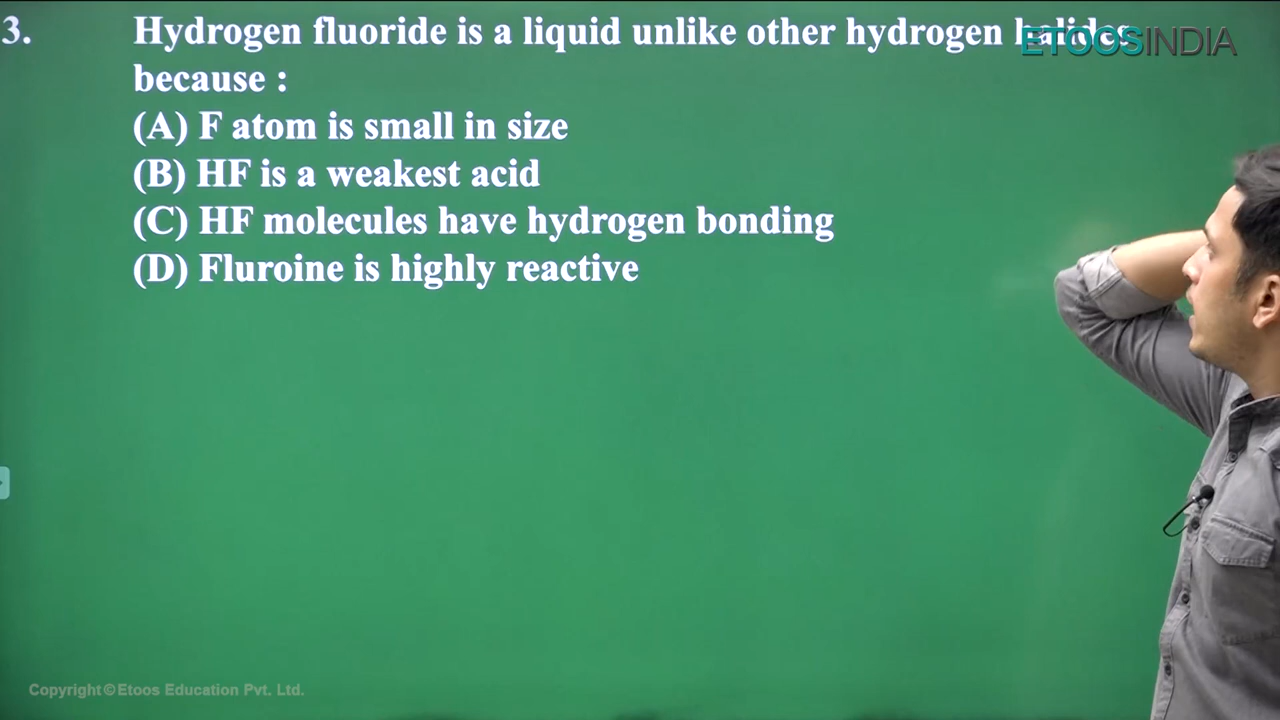 3. Hydrogen fluoride is a liquid unlike other hydrogen halides
ETOOSINDIA
because :
(A) F atom is small in size
(B) HF is a weakest acid
(C) HF molecules have hydrogen bonding
(D) Fluroine is highly reactive
Copyright © Etoos Education Pvt. Ltd.